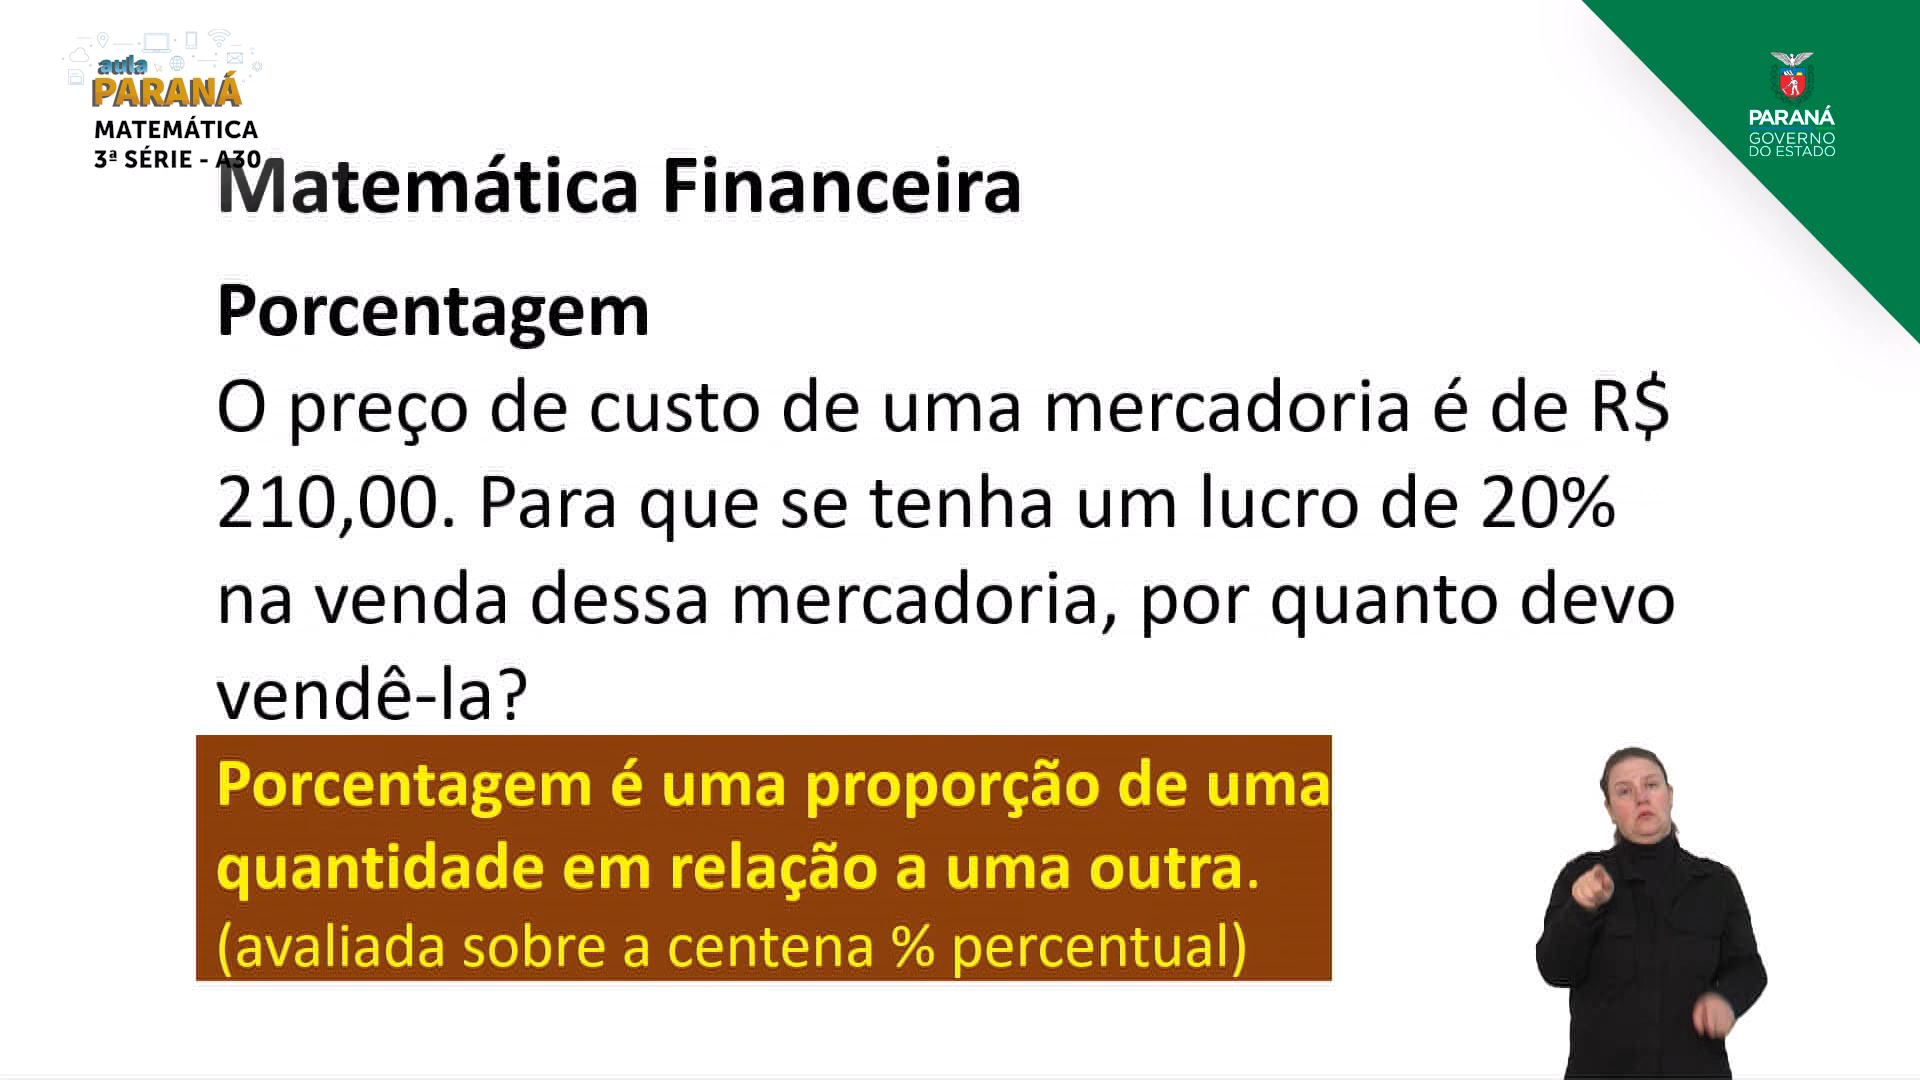 aula
PARANÁ
MATEMÁTICA
3ª SÉRIE - A30
PARANÁ
GOVERNO
DO ESTADO
Matemática Financeira
Porcentagem
O preço de custo de uma mercadoria é de R$
210,00. Para que se tenha um lucro de 20%
na venda dessa mercadoria, por quanto devo
vendê-la?
Porcentagem é uma proporção de uma
quantidade em relação a uma outra.
(avaliada sobre a centena % percentual)